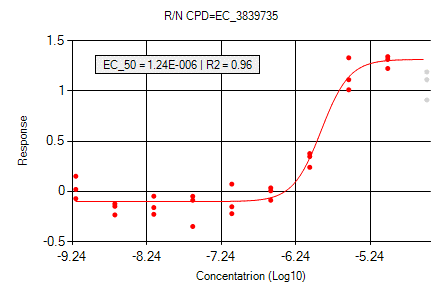 R/N CPD=EC_3839735
EC_50 = 1.24E-006 | R2 = 0.96
1.5
1
0.5
0
-0.5
-9.24 -8.24 -7.24 -6.24 -5.24
Response
Concentatrion (Log10)